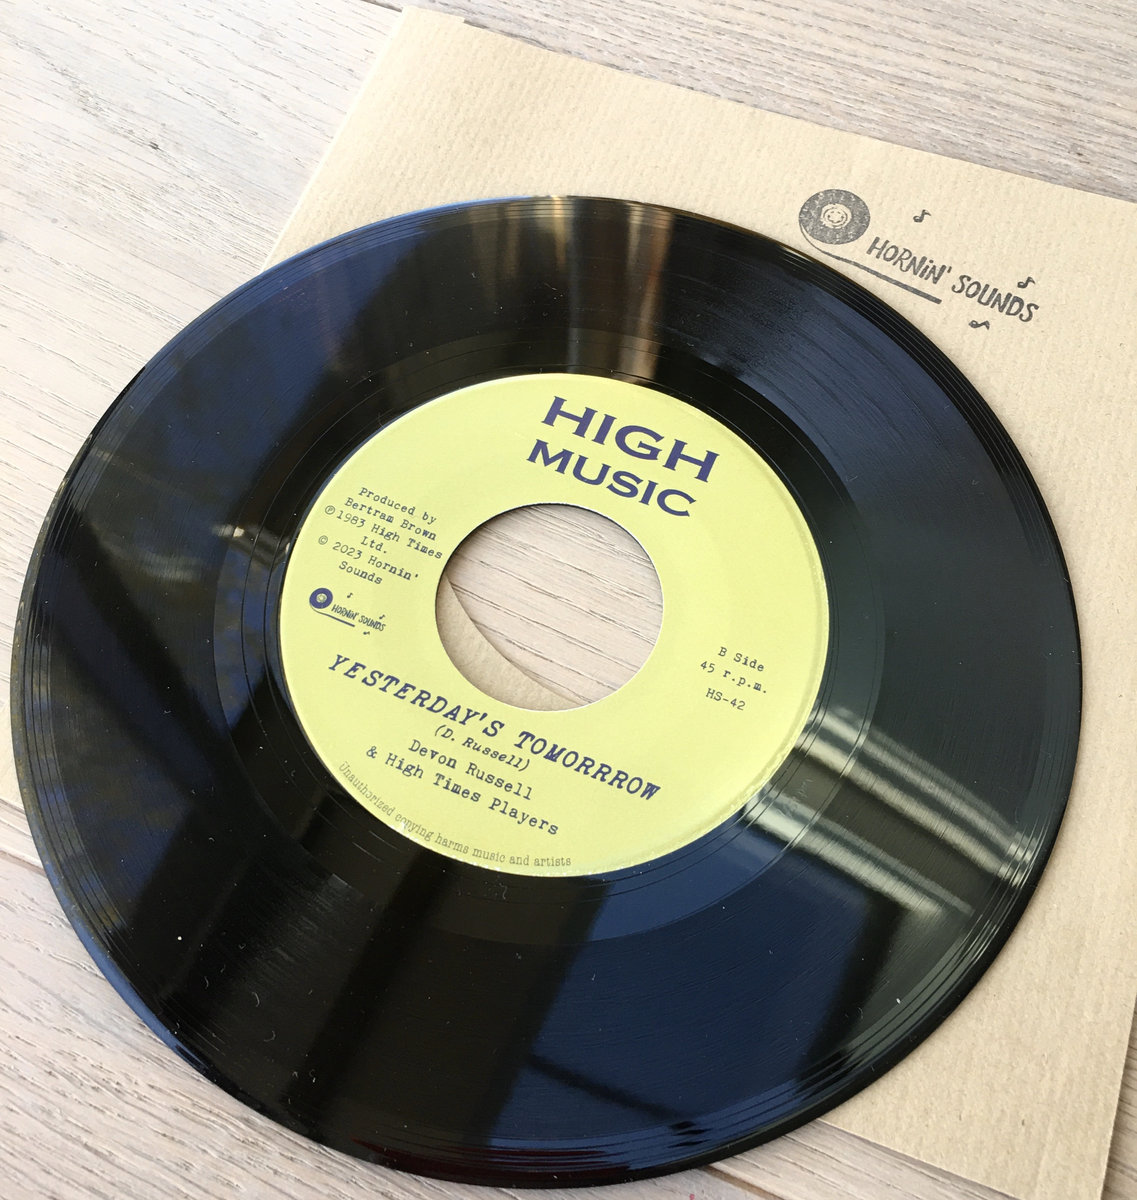 HORNiN' SOUNDS
HIGH
MUSIC
Produced by
Bertram Brown
℗1983 High Times
Ltd.
© 2023 Hornin'
Sounds
HORNiN' SOUNDS
B Side
45 r.p.m.
HS-42
YESTERDAY'S TOMORRROW
(D. Russell)
Devon Russell
& High Times Players
Unauthorized copying harms music and artists